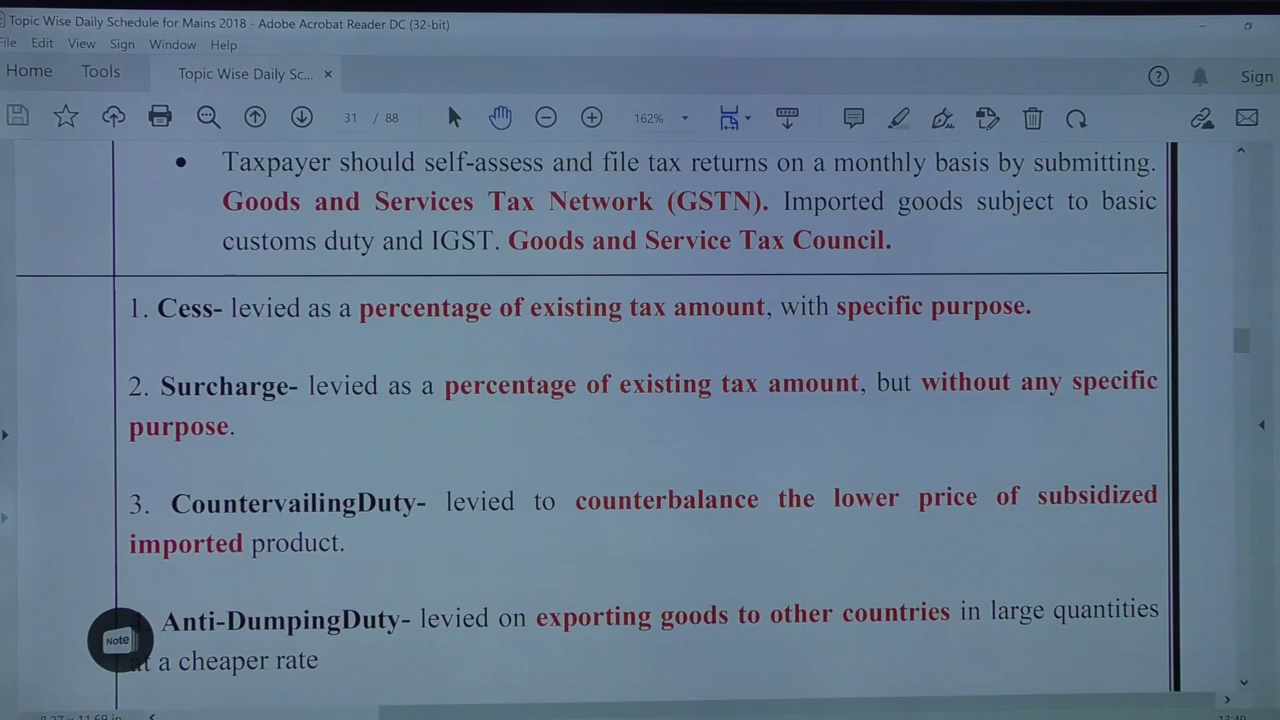 Topic Wise Daily Schedule for Mains 2018 - Adobe Acrobat Reader DC (32-bit)
File Edit View Sign Window Help
Home Tools Topic Wise Daily Sc... × Sign
31 / 88 162%
• Taxpayer should self-assess and file tax returns on a monthly basis by submitting.
Goods and Services Tax Network (GSTN). Imported goods subject to basic
customs duty and IGST. Goods and Service Tax Council.
1. Cess- levied as a percentage of existing tax amount, with specific purpose.
2. Surcharge- levied as a percentage of existing tax amount, but without any specific
purpose.
3. CountervailingDuty- levied to counterbalance the lower price of subsidized
imported product.
Anti-DumpingDuty- levied on exporting goods to other countries in large quantities
Note
at a cheaper rate